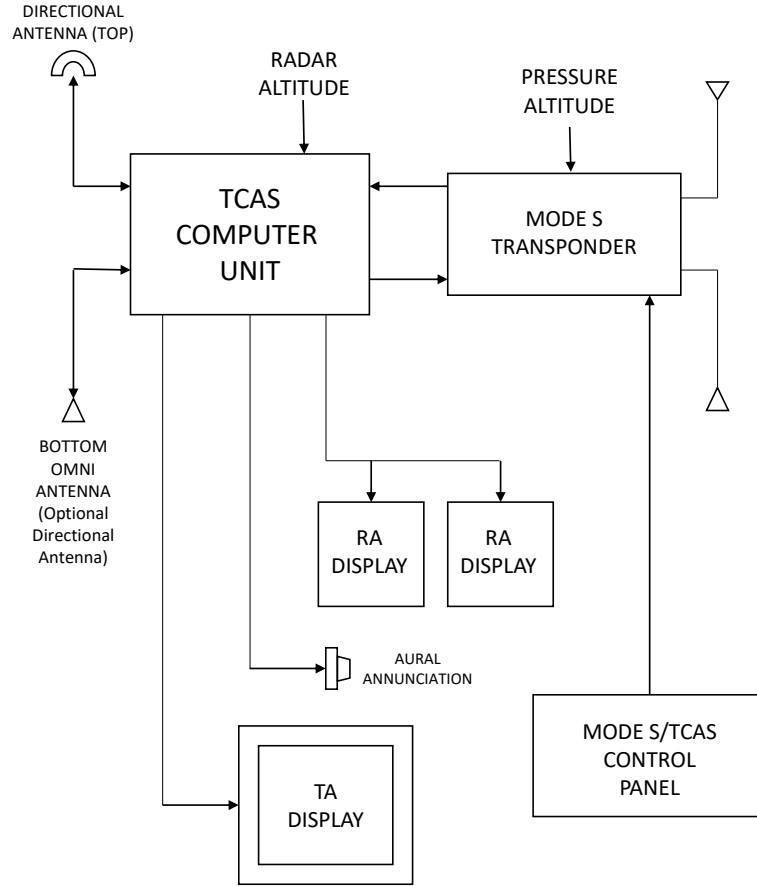 DIRECTIONAL
ANTENNA (TOP)
RADAR
ALTITUDE
PRESSURE
ALTITUDE
TCAS
COMPUTER
UNIT
MODE S
TRANSPONDER
BOTTOM
OMNI
ANTENNA
(Optional
Directional
Antenna)
RA
DISPLAY
RA
DISPLAY
AURAL
ANNUNCIATION
MODE S/TCAS
CONTROL
PANEL
TA
DISPLAY